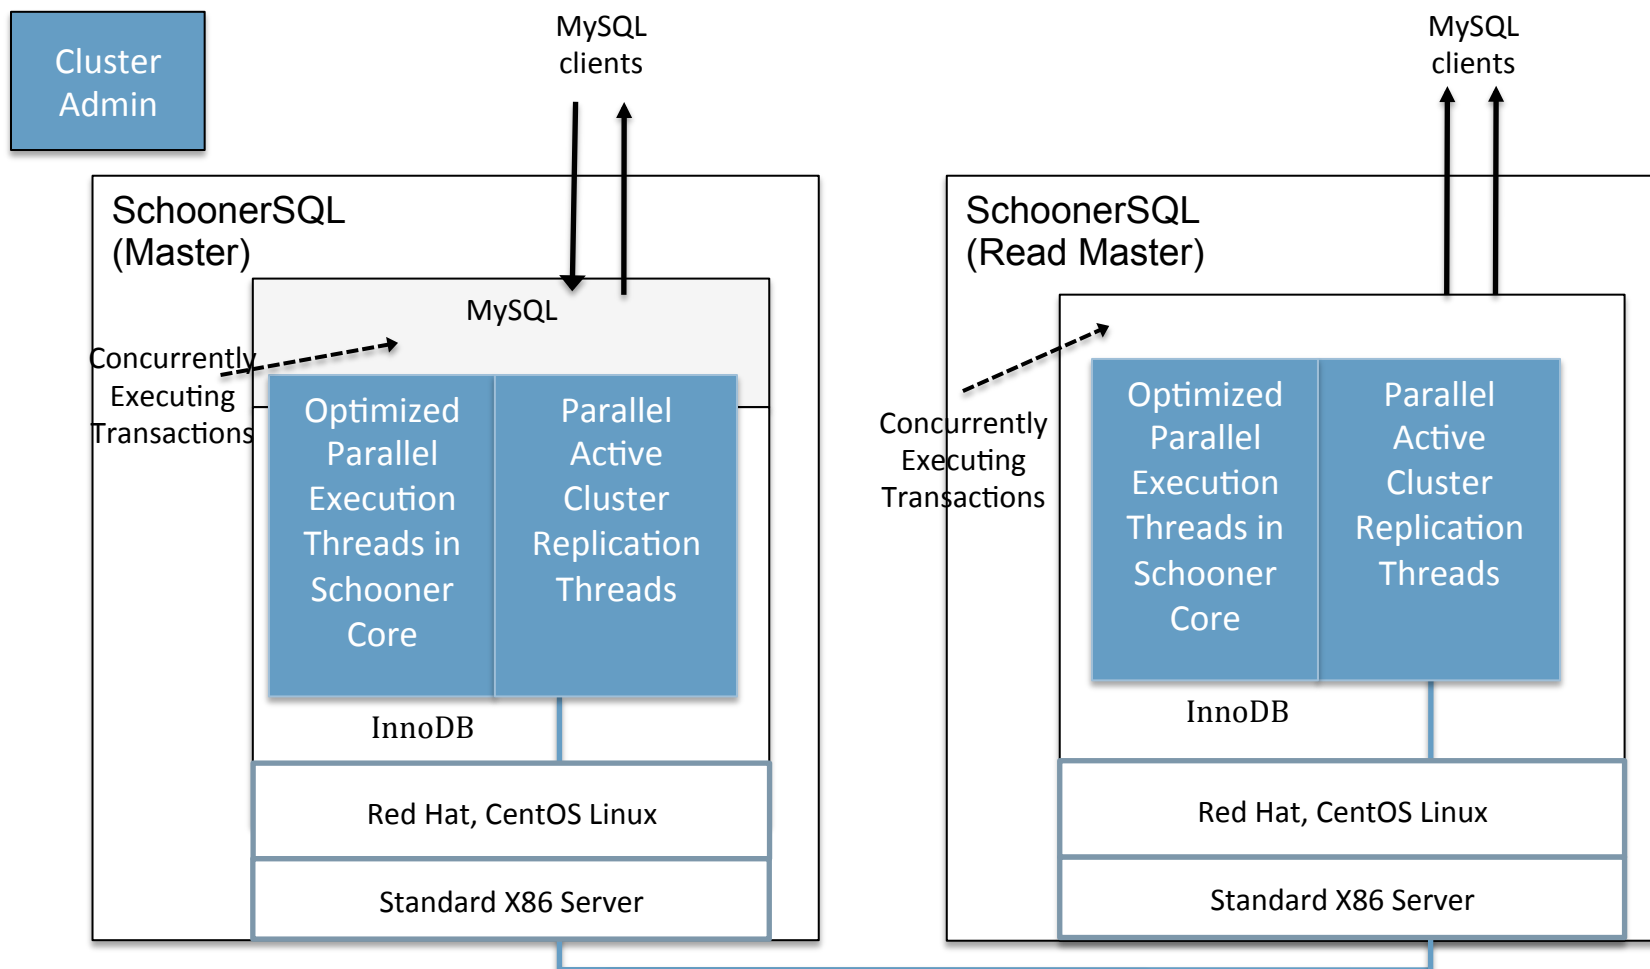 Cluster
Admin
MySQL
clients
MySQL
clients
SchoonerSQL
(Master)
MySQL
Concurrently
Executing
Transactions
Optimized
Parallel
Execution
Threads in
Schooner
Core
Parallel
Active
Cluster
Replication
Threads
InnoDB
Red Hat, CentOS Linux
Standard X86 Server
SchoonerSQL
(Read Master)
Concurrently
Executing
Transactions
Optimized
Parallel
Execution
Threads in
Schooner
Core
Parallel
Active
Cluster
Replication
Threads
InnoDB
Red Hat, CentOS Linux
Standard X86 Server